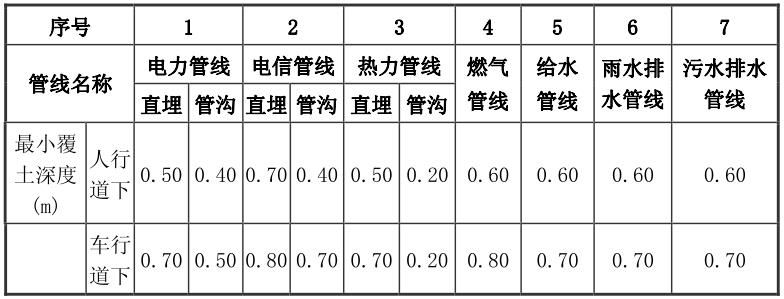 序号 1 2 3 4 5 6 7
管线名称 电力管线 电信管线 热力管线 燃气管线 给水管线 雨水排水管线 污水排水管线
直埋 管沟 直埋 管沟 直埋 管沟
最小覆土深度(m) 人行道下 0.50 0.40 0.70 0.40 0.50 0.20 0.60 0.60 0.60 0.60
车行道下 0.70 0.50 0.80 0.70 0.70 0.20 0.80 0.70 0.70 0.70